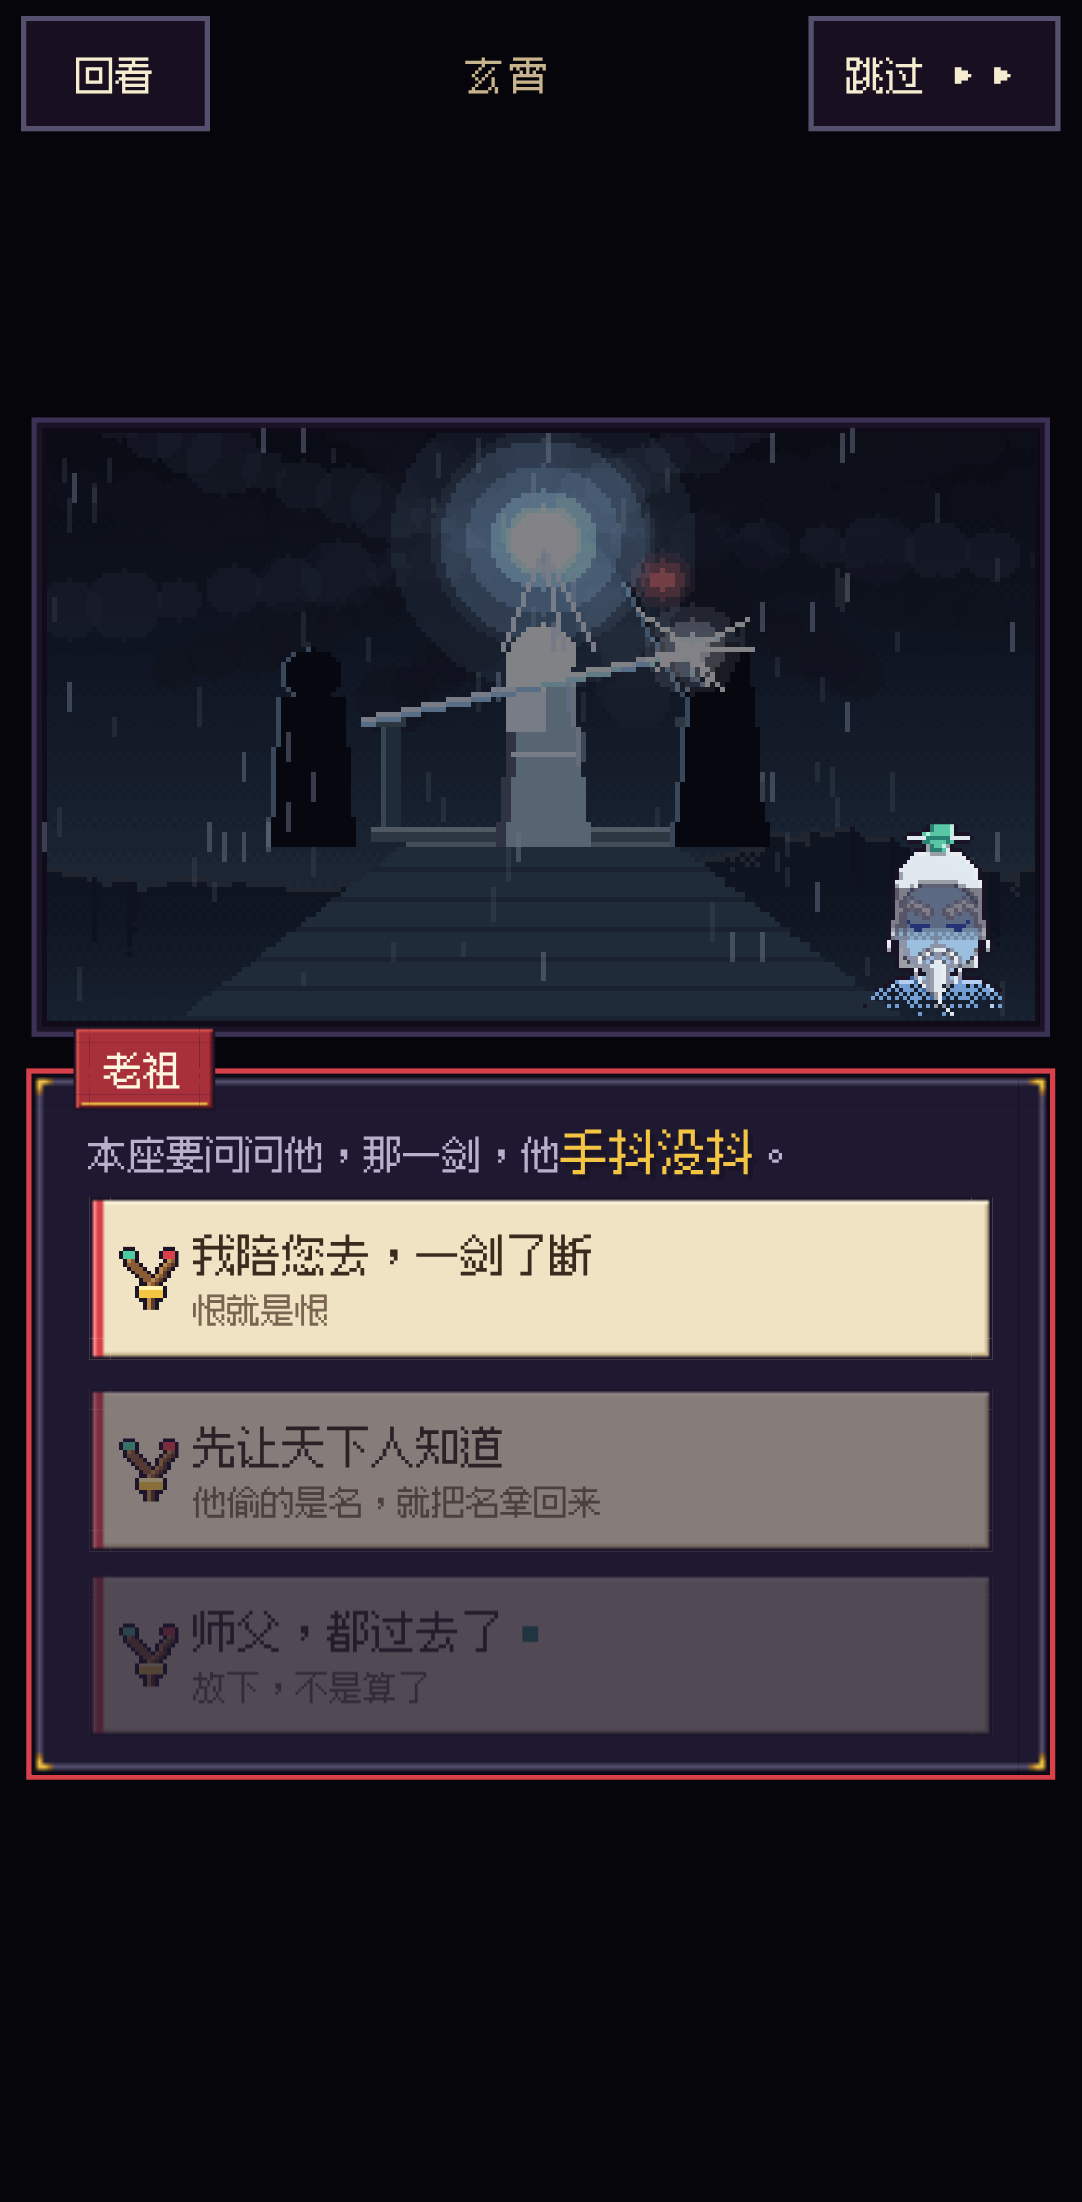 回看
玄霄
跳过
老祖
本座要问问他，那一剑，他手抖没抖。
我陪您去，一剑了断
恨就是恨
先让天下人知道
他偷的是名，就把名拿回来
师父，都过去了
放下，不是算了